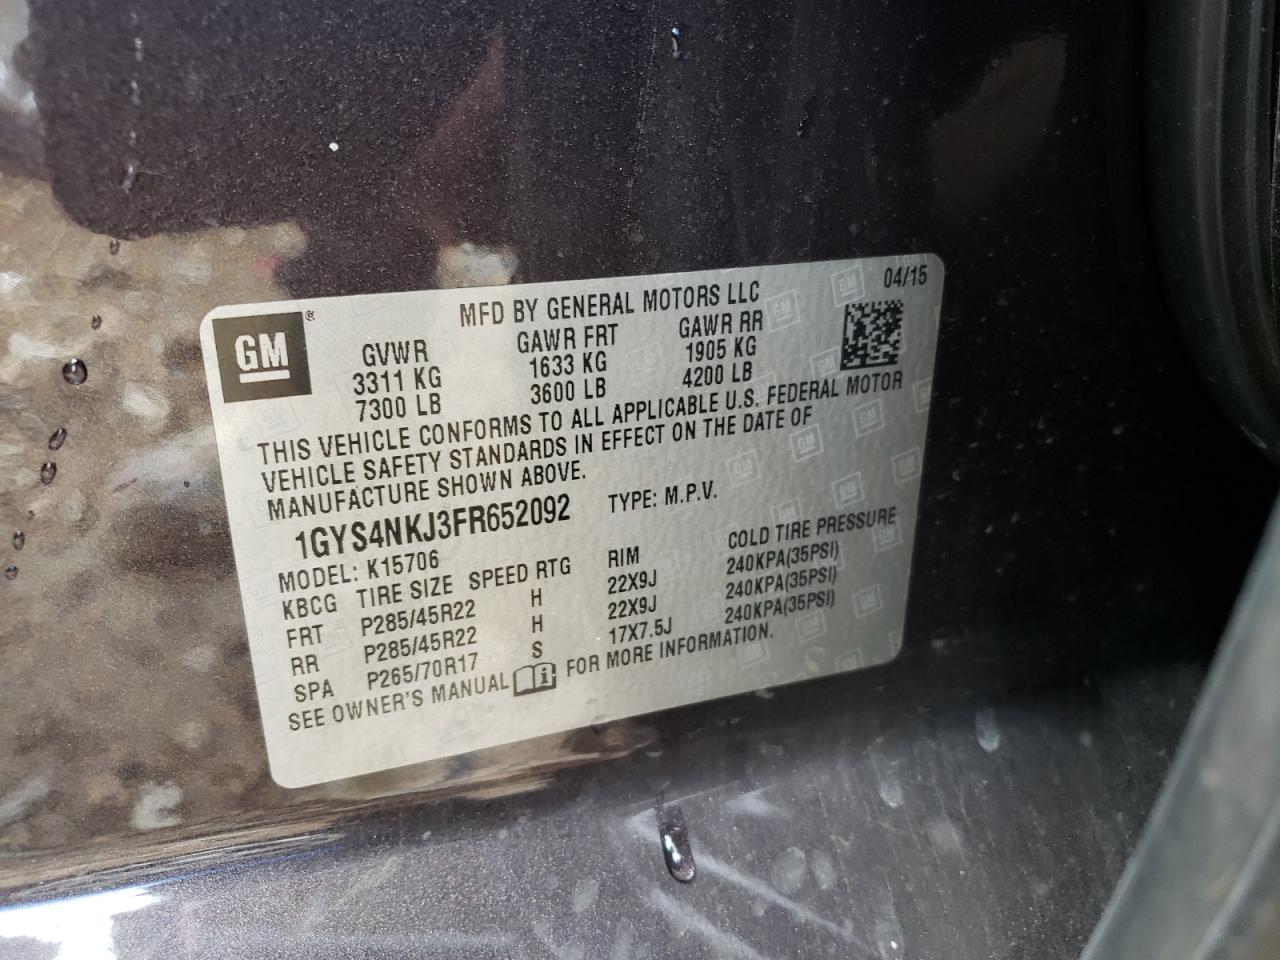 GM®
MFD BY GENERAL MOTORS LLC
04/15
GVWR GAWR FRT GAWR RR
3311 KG 1633 KG 1905 KG
7300 LB 3600 LB 4200 LB
THIS VEHICLE CONFORMS TO ALL APPLICABLE U.S. FEDERAL MOTOR
VEHICLE SAFETY STANDARDS IN EFFECT ON THE DATE OF
MANUFACTURE SHOWN ABOVE.
1GYS4NKJ3FR652092 TYPE: M.P.V.
MODEL: K15706
KBCG TIRE SIZE SPEED RTG RIM COLD TIRE PRESSURE
FRT P285/45R22 H 22X9J 240KPA(35PSI)
RR P285/45R22 H 22X9J 240KPA(35PSI)
SPA P265/70R17 S 17X7.5J 240KPA(35PSI)
SEE OWNER'S MANUAL i FOR MORE INFORMATION.